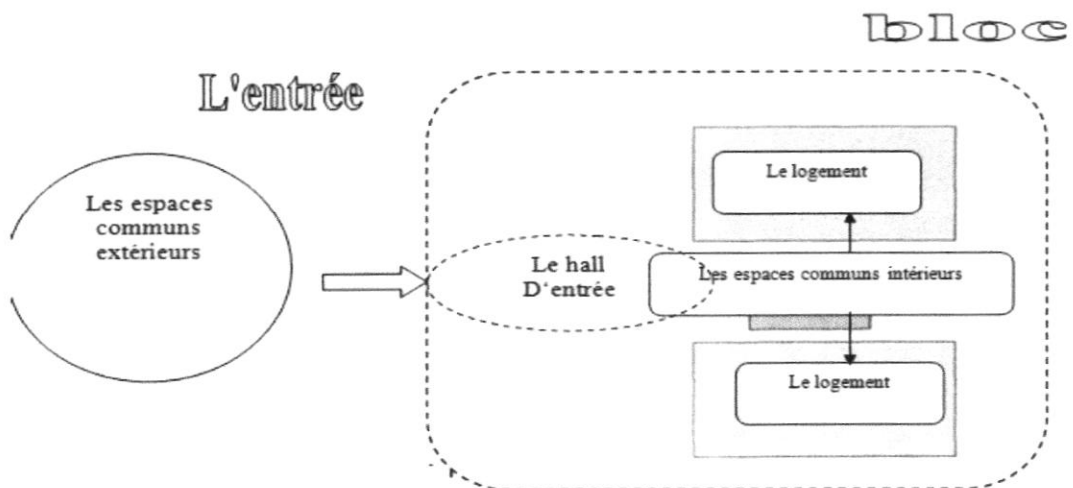 bloc
L'entrée
Les espaces
communs
extérieurs
Le logement
Le hall
D'entrée
Les espaces communs intérieurs
Le logement